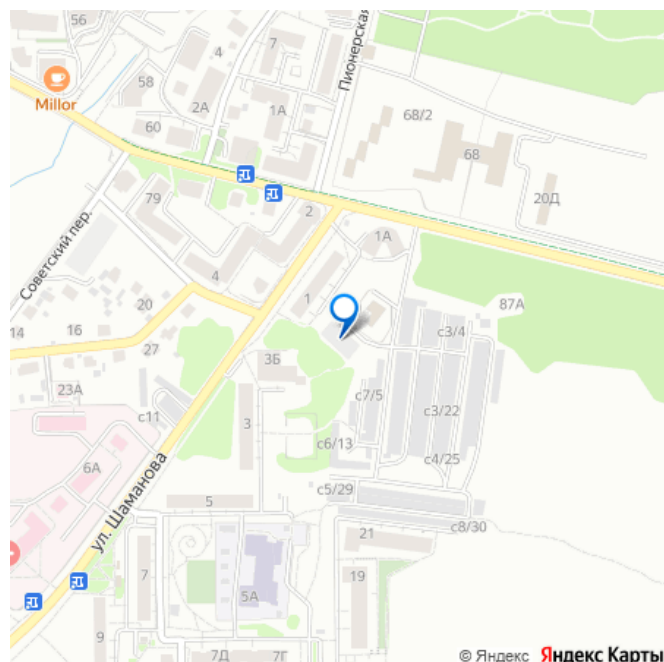 56
4
7
Пионерская
58
Millor
2А
1А
68/2
60
68
20Д
79
2
1А
Советский пер.
4
1
87А
20
14
16
27
3Б
с3/4
23А
с11
с7/5
3
с3/22
с6/13
6А
с4/25
ул. Шаманова
5
с5/29
с8/30
21
7
19
5А
9
7Д
7Г
© Яндекс Яндекс Карты